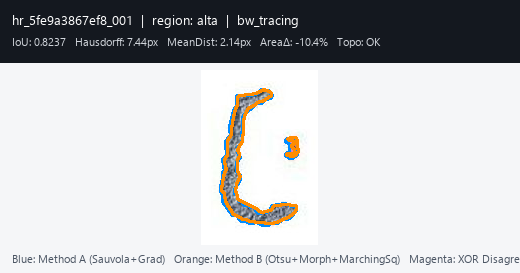 hr_5fe9a3867ef8_001 | region: alta | bw_tracing
IoU: 0.8237 Hausdorff: 7.44px MeanDist: 2.14px AreaΔ: -10.4% Topo: OK
Blue: Method A (Sauvola+Grad) Orange: Method B (Otsu+Morph+MarchingSq) Magenta: XOR Disagre